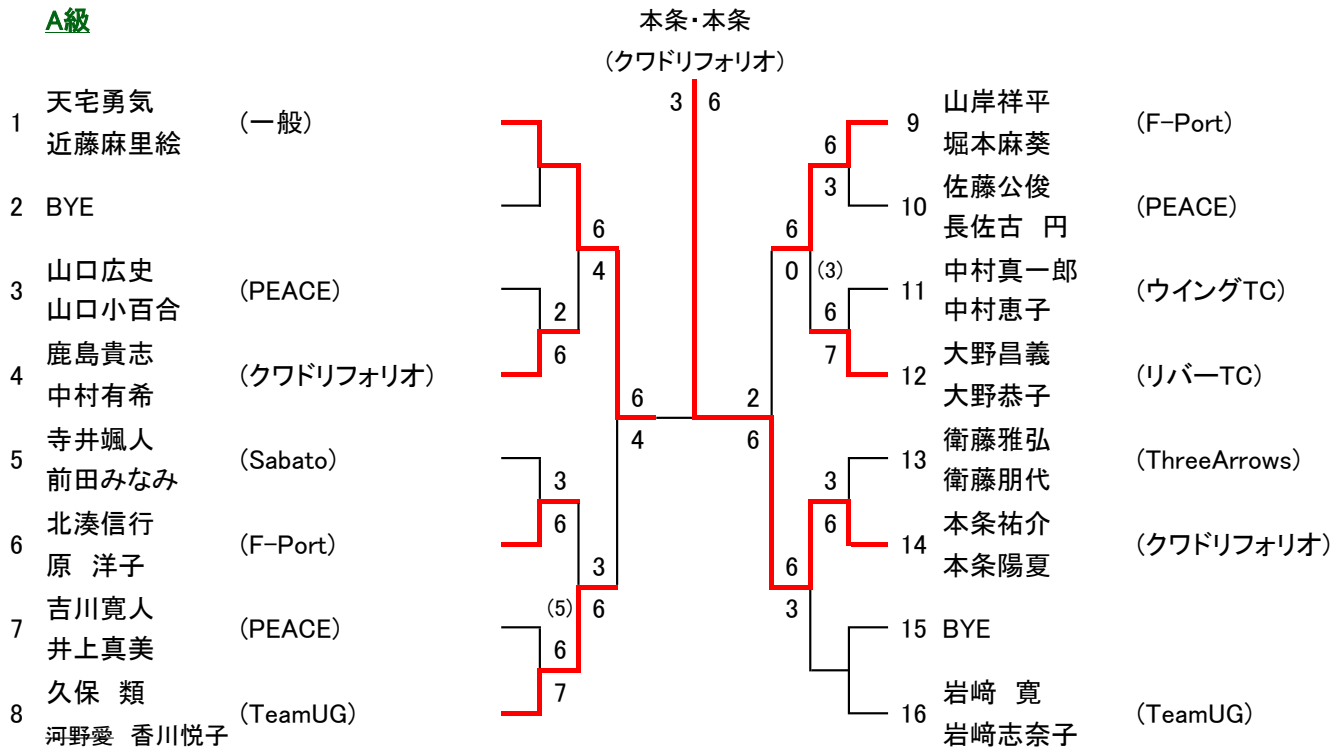 A級
本条・本条
(クワドリフォリオ)
3 6
1 天宅勇気
近藤麻里絵
(一般)
2 BYE
6
4
3 山口広史
山口小百合
(PEACE)
2
6
4 鹿島貴志
中村有希
(クワドリフォリオ)
6
4
5 寺井颯人
前田みなみ
(Sabato)
3
6
6 北湊信行
原 洋子
(F-Port)
3
6
7 吉川寛人
井上真美
(PEACE)
(5)
6
7
8 久保 類
河野愛 香川悦子
(TeamUG)
9 山岸祥平
堀本麻葵
(F-Port)
6
3
10 佐藤公俊
長佐古 円
(PEACE)
6
0
11 中村真一郎
中村恵子
(ウイングTC)
(3)
6
7
12 大野昌義
大野恭子
(リバーTC)
2
6
13 衛藤雅弘
衛藤朋代
(ThreeArrows)
3
6
14 本条祐介
本条陽夏
(クワドリフォリオ)
6
3
15 BYE
16 岩﨑 寛
岩﨑志奈子
(TeamUG)